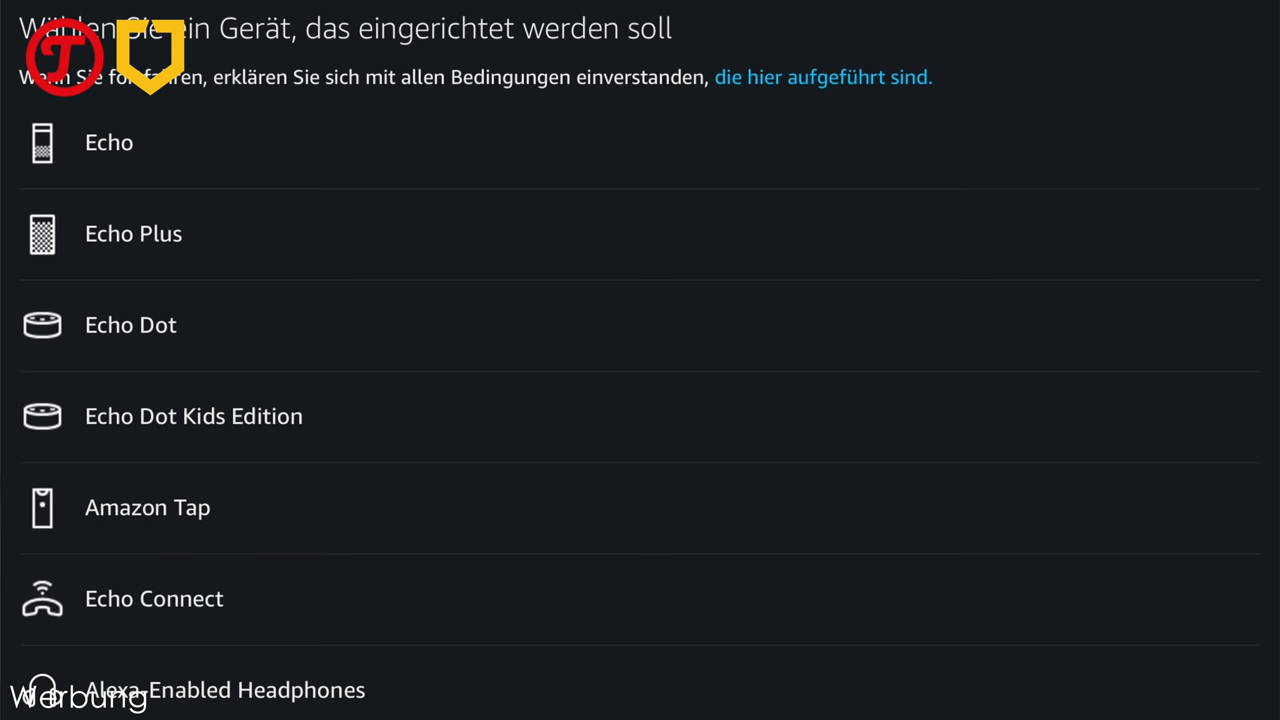 Wählen Sie ein Gerät, das eingerichtet werden soll
Wenn Sie fortfahren, erklären Sie sich mit allen Bedingungen einverstanden, die hier aufgeführt sind.
Echo
Echo Plus
Echo Dot
Echo Dot Kids Edition
Amazon Tap
Echo Connect
Alexa-Enabled Headphones
Werbung